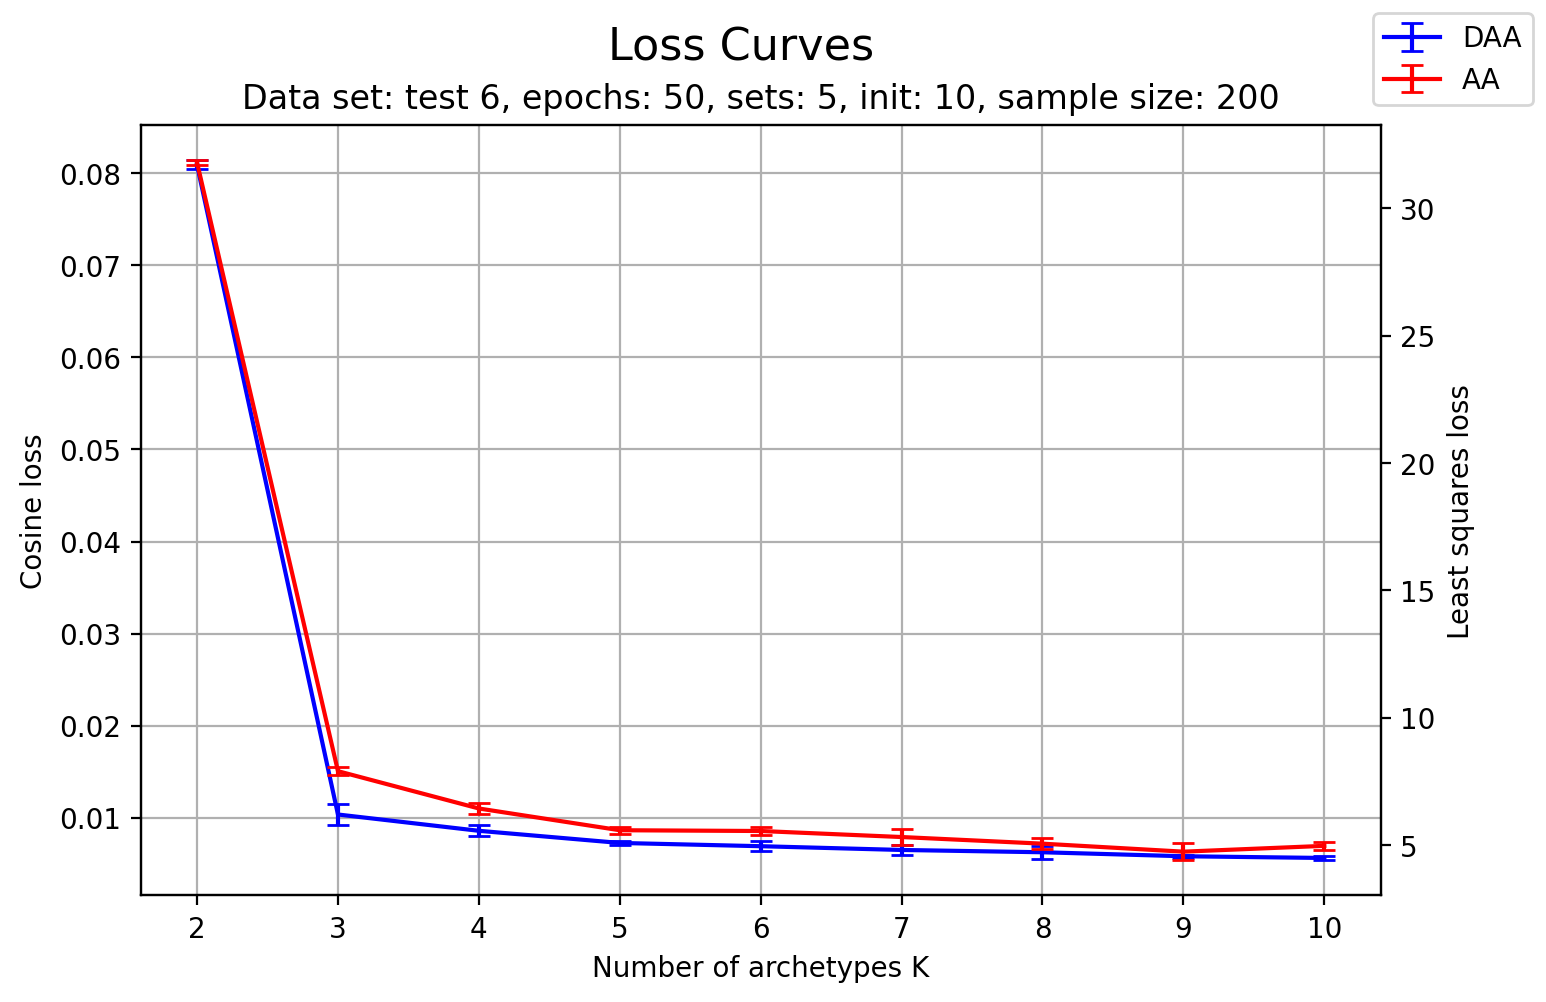 Loss Curves
Data set: test 6, epochs: 50, sets: 5, init: 10, sample size: 200
DAA
AA
Cosine loss
0.08
0.07
0.06
0.05
0.04
0.03
0.02
0.01
30
25
20
15
10
5
Least squares loss
2 3 4 5 6 7 8 9 10
Number of archetypes K